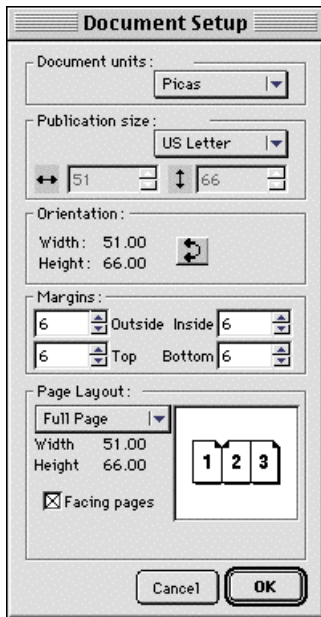 Document Setup
Document units:
Picas
Publication size:
US Letter
51 66
Orientation:
Width: 51.00
Height: 66.00
Margins:
6 Outside Inside 6
6 Top Bottom 6
Page Layout:
Full Page
Width 51.00
Height 66.00
1 2 3
Facing pages
Cancel OK